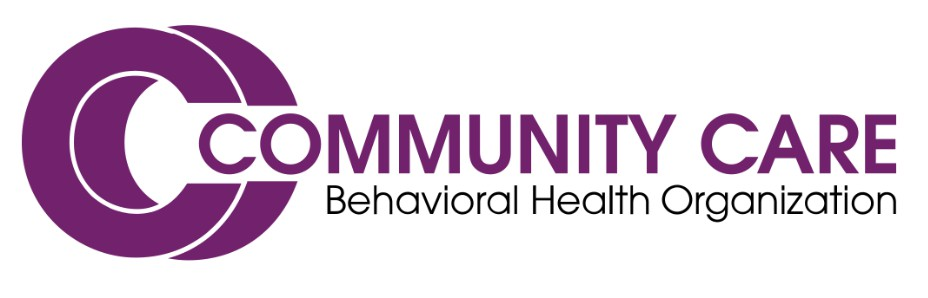 COMMUNITY CARE
Behavioral Health Organization